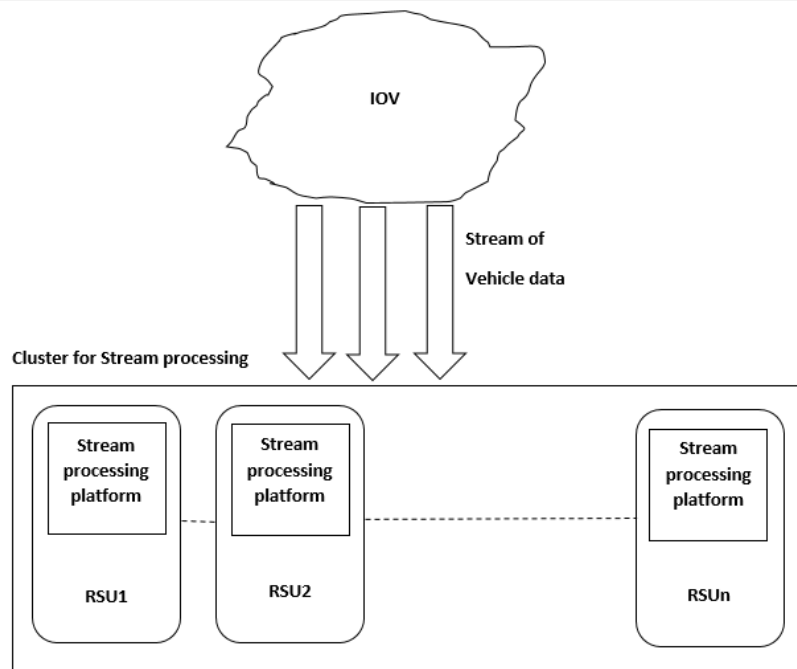 IOV
Stream of
Vehicle data
Cluster for Stream processing
Stream
processing
platform
RSU1
Stream
processing
platform
RSU2
Stream
processing
platform
RSUn